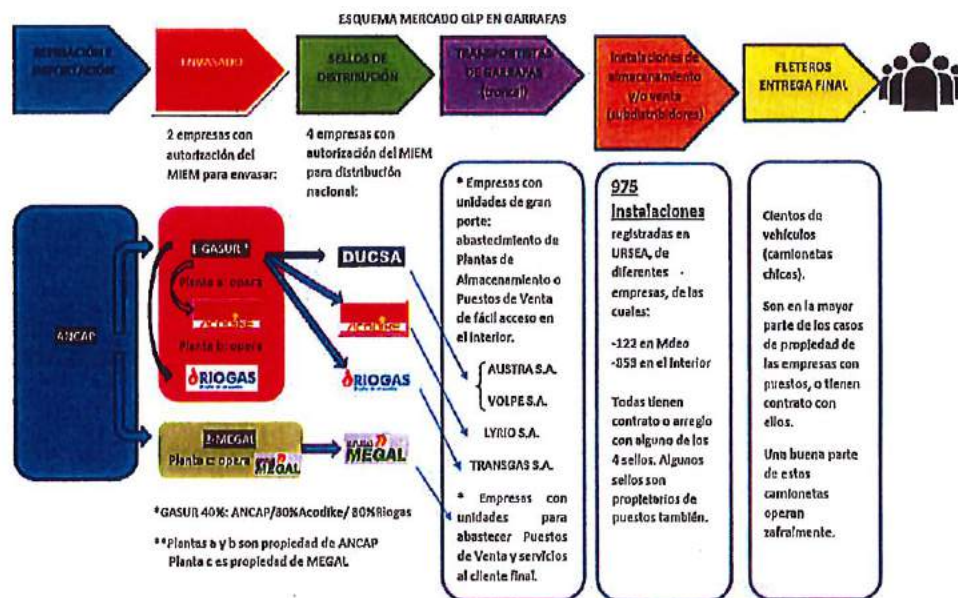 ESQUEMA MERCADO GLP EN GARRAFAS
REFINACIÓN E
IMPORTACIÓN
ENVASADO
SELLOS DE
DISTRIBUCIÓN
TRANSPORTISTAS
DE GARRAFAS
(troncal)
Instalaciones de
almacenamiento
y/o venta
(subdistribuidores)
FLETEROS
ENTREGA FINAL
2 empresas con
autorización del
MIEM para envasar:
4 empresas con
autorización del MIEM
para distribución
nacional:
ANCAP
1-GASUR *
Planta a: opera
ACODIKE
Planta b: opera
RIOGAS
2-MEGAL
Planta c: opera
MEGAL
DUCSA
ACODIKE
RIOGAS
MEGAL
*GASUR 40%: ANCAP/30%Acodike/ 30%Riogas
**Plantas a y b son propiedad de ANCAP
Planta c es propiedad de MEGAL
* Empresas con
unidades de gran
porte:
abastecimiento de
Plantas de
Almacenamiento o
Puestos de Venta
de fácil acceso en
el Interior.
AUSTRA S.A.
VOLPE S.A.
LYRIO S.A.
TRANSGAS S.A.
* Empresas con
unidades para
abastecer Puestos
de Venta y servicios
al cliente final.
975
Instalaciones
registradas en
URSEA, de
diferentes
empresas, de las
cuales:
-122 en Mdeo
-853 en el Interior
Todas tienen
contrato o arreglo
con alguno de los
4 sellos. Algunos
sellos son
propietarios de
puestos también.
Cientos de
vehículos
(camionetas
chicas).
Son en la mayor
parte de los casos
de propiedad de
las empresas con
puestos, o tienen
contrato con
ellos.
Una buena parte
de estas
camionetas
operan
zafralmente.